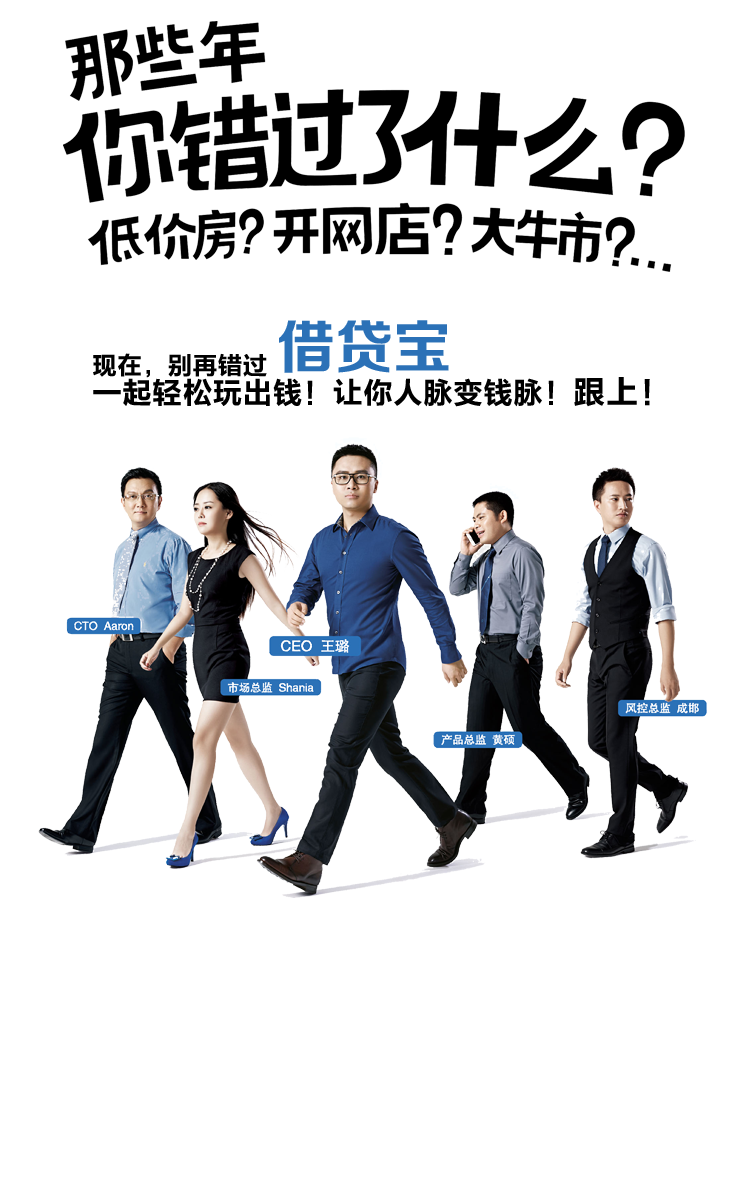 那些年
你错过了什么?
低价房?开网店?大牛市?...
现在，别再错过 借贷宝
一起轻松玩出钱！让你人脉变钱脉！跟上！
CTO Aaron
CEO 王璐
市场总监 Shania
风控总监 成邯
产品总监 黄硕